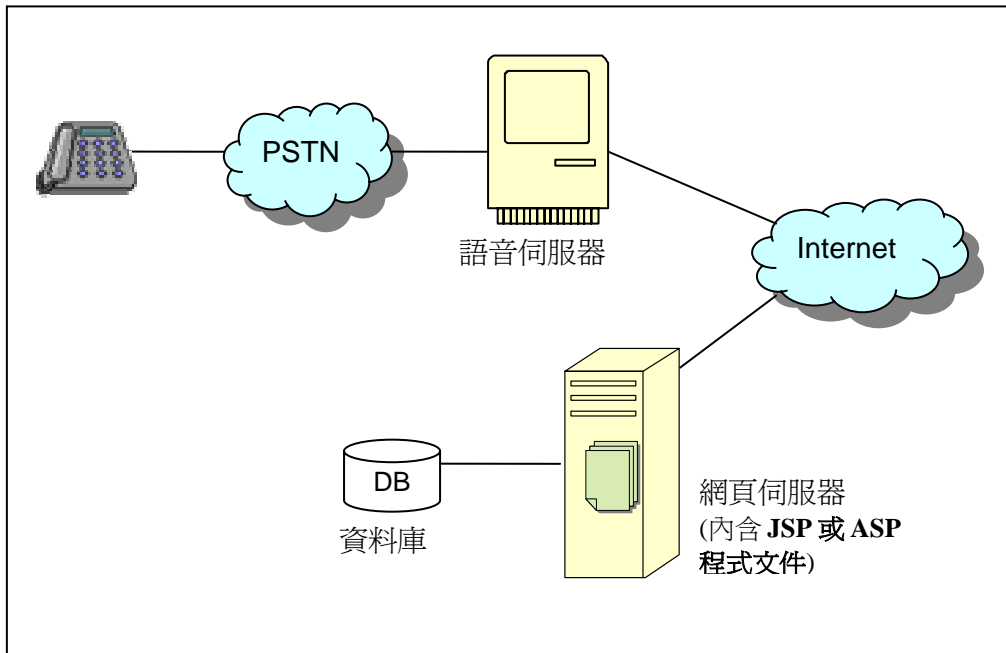 PSTN
語音伺服器
Internet
DB
資料庫
網頁伺服器
(內含 JSP 或 ASP
程式文件)